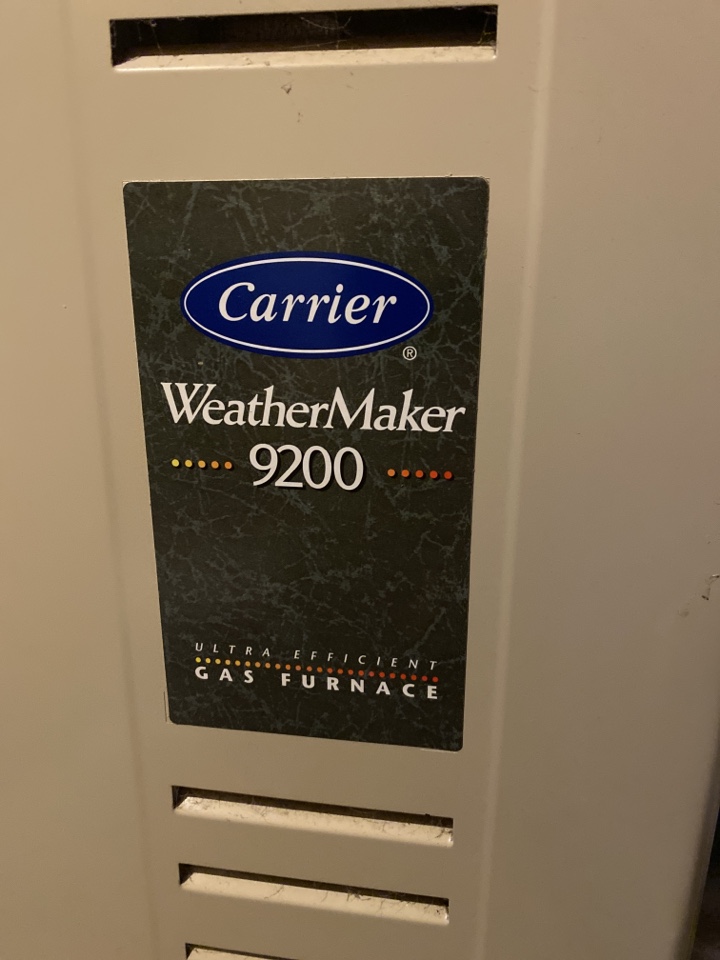 Carrier
®
WeatherMaker
9200
ULTRA EFFICIENT
GAS FURNACE